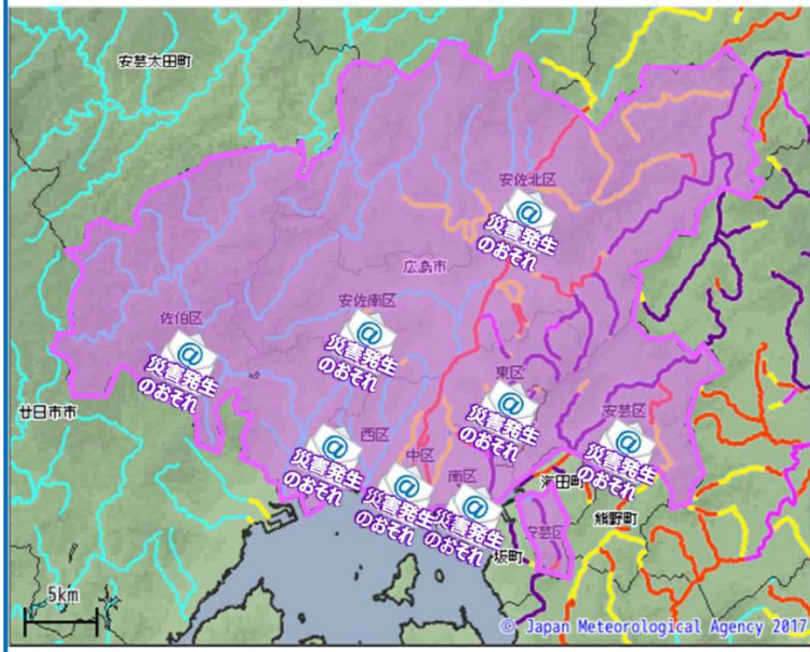 安芸太田町
安佐北区
@
災害発生
のおそれ
広島市
安佐南区
@
災害発生
のおそれ
佐伯区
@
災害発生
のおそれ
東区
@
災害発生
のおそれ
安芸区
@
災害発生
のおそれ
廿日市市
西区
@
災害発生
のおそれ
中区
@
災害発生
のおそれ
南区
@
災害発生
のおそれ
海田町
熊野町
安芸区
坂町
5km
© Japan Meteorological Agency 2017